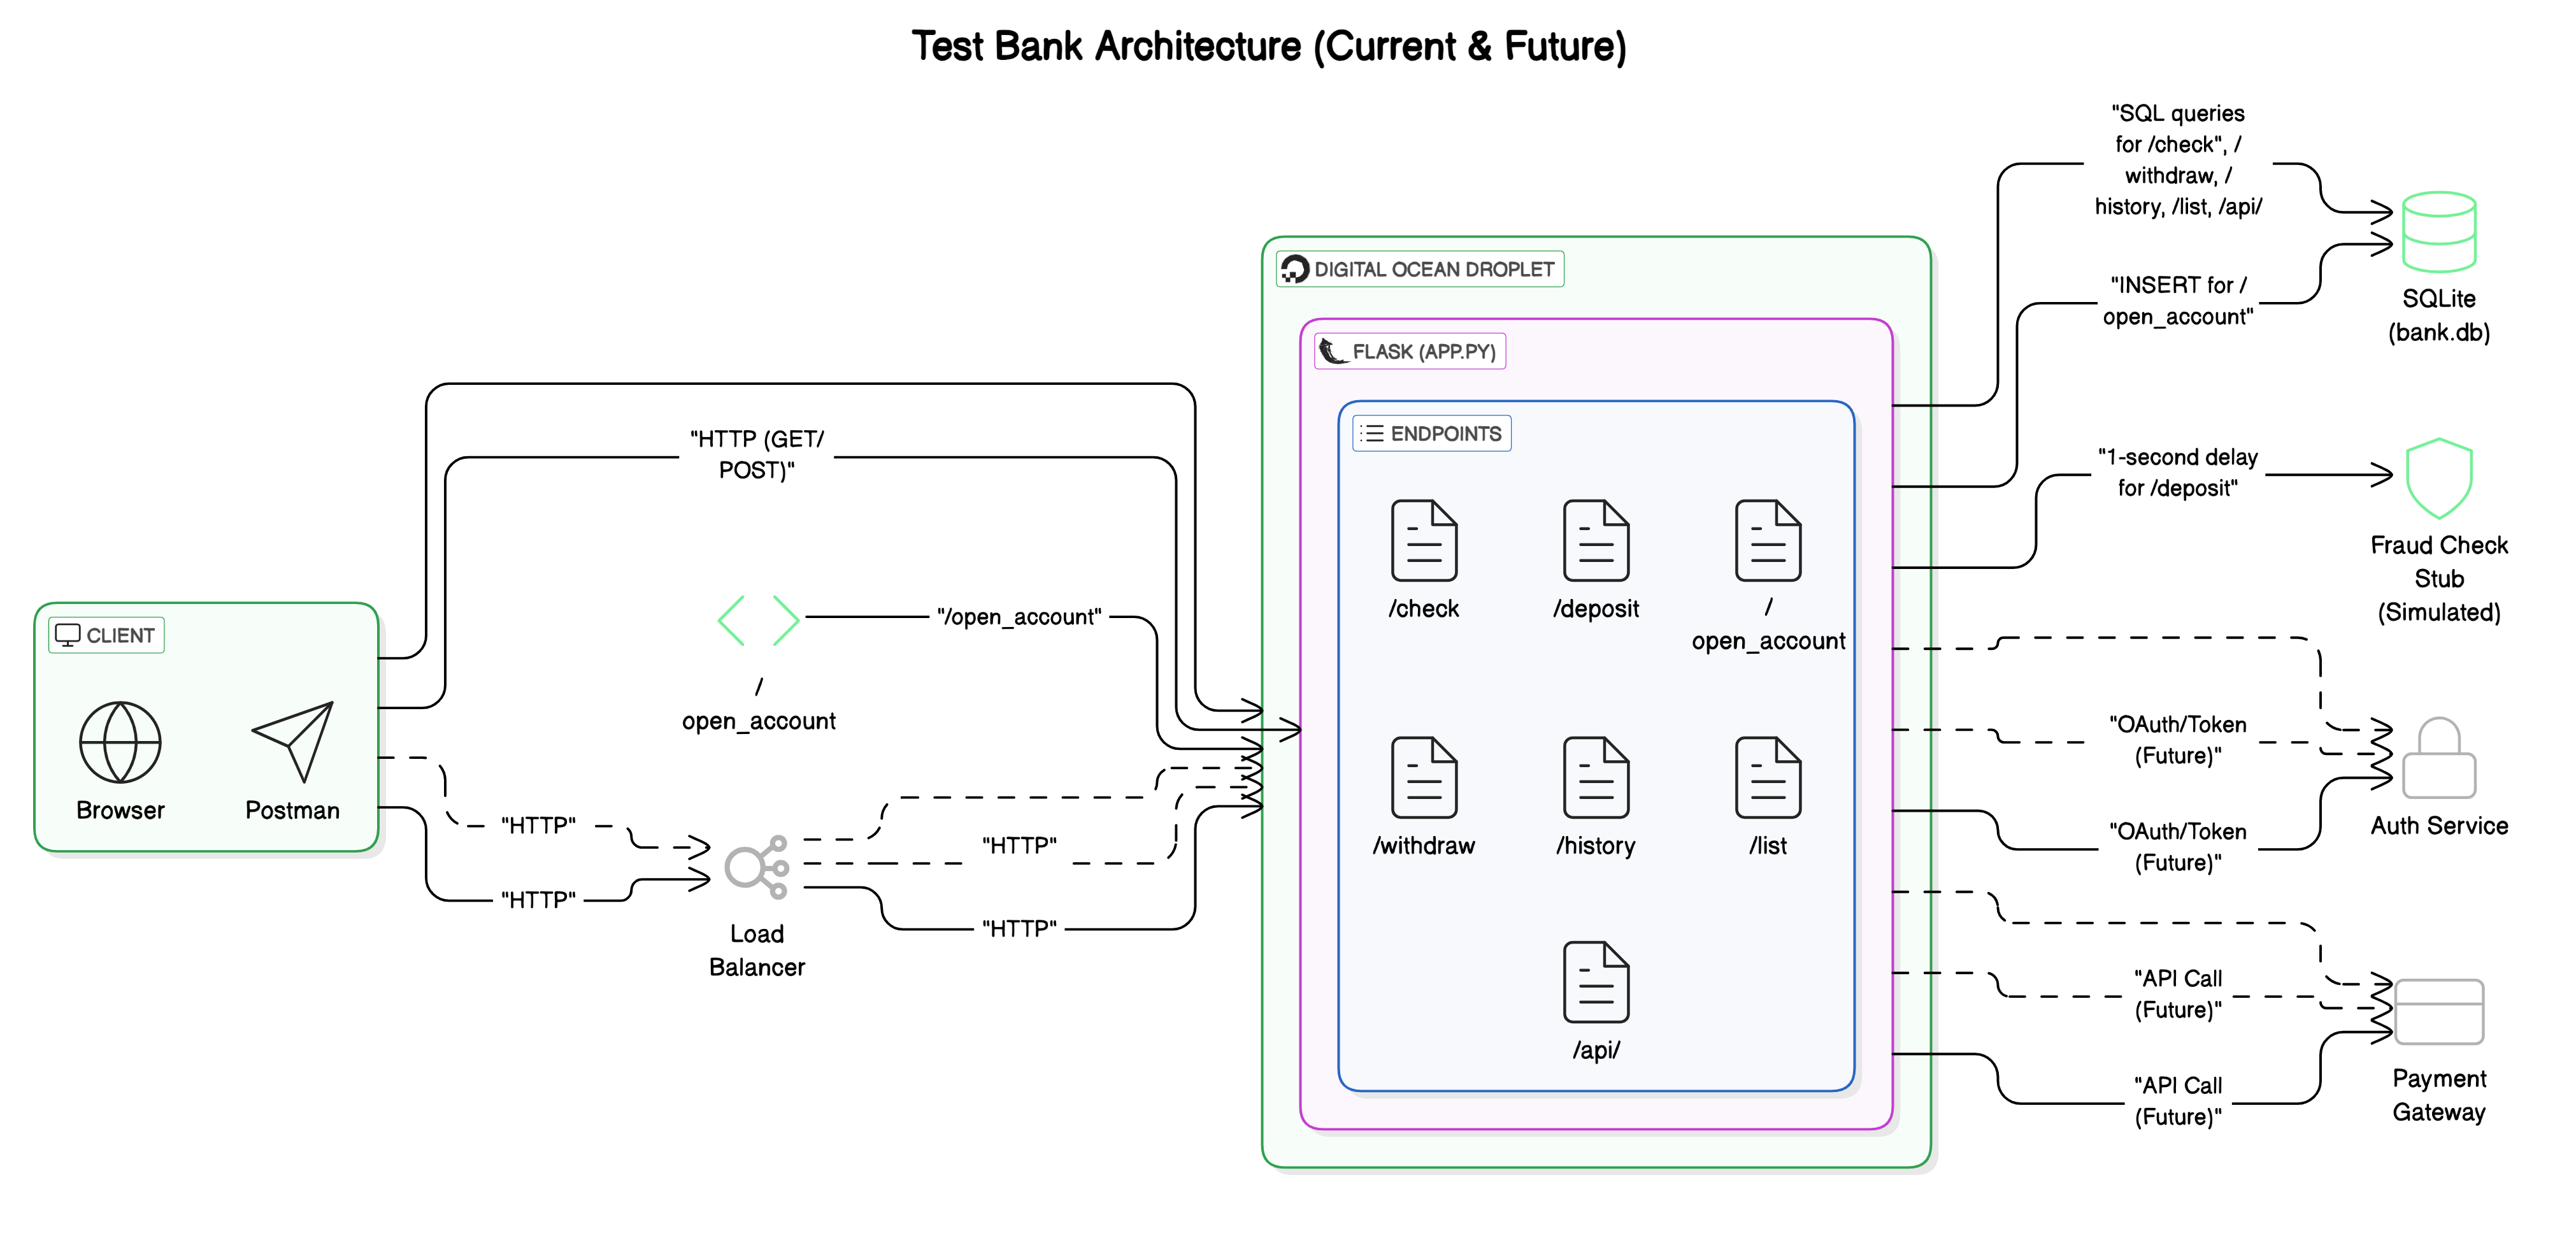 Test Bank Architecture (Current & Future)
CLIENT
Browser
Postman
"HTTP (GET/
POST)"
/
open_account
"/open_account"
"HTTP"
"HTTP"
Load
Balancer
"HTTP"
"HTTP"
DIGITAL OCEAN DROPLET
FLASK (APP.PY)
ENDPOINTS
/check
/deposit
/
open_account
/withdraw
/history
/list
/api/
"SQL queries
for /check", /
withdraw, /
history, /list, /api/
"INSERT for /
open_account"
SQLite
(bank.db)
"1-second delay
for /deposit"
Fraud Check
Stub
(Simulated)
"OAuth/Token
(Future)"
"OAuth/Token
(Future)"
Auth Service
"API Call
(Future)"
"API Call
(Future)"
Payment
Gateway